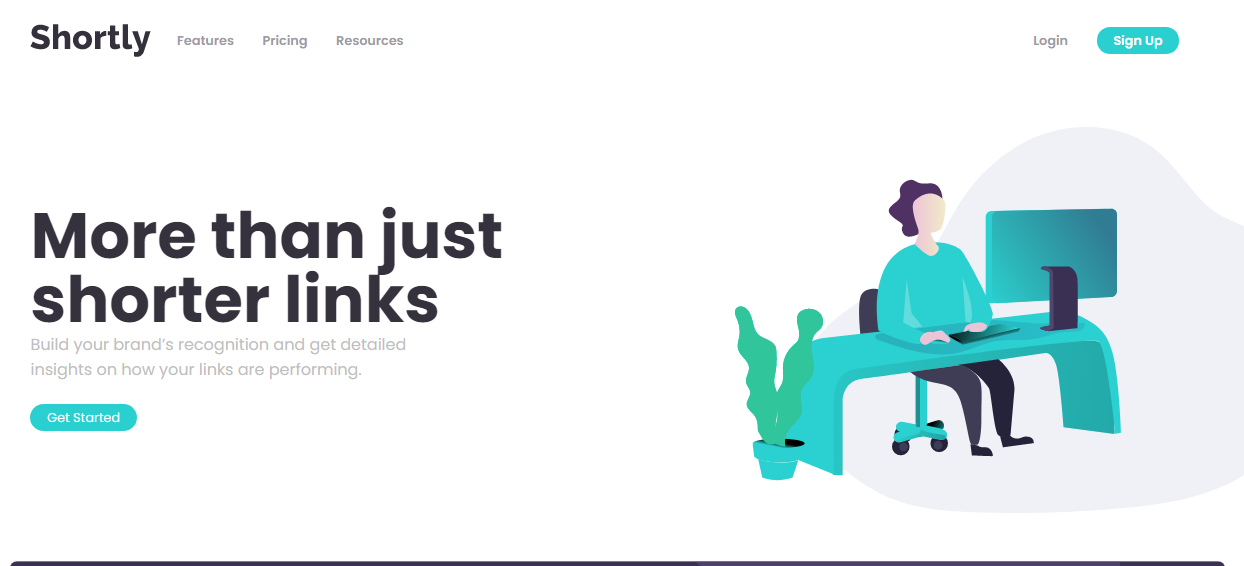 Shortly
Features
Pricing
Resources
Login
Sign Up
More than just
shorter links
Build your brand’s recognition and get detailed
insights on how your links are performing.
Get Started